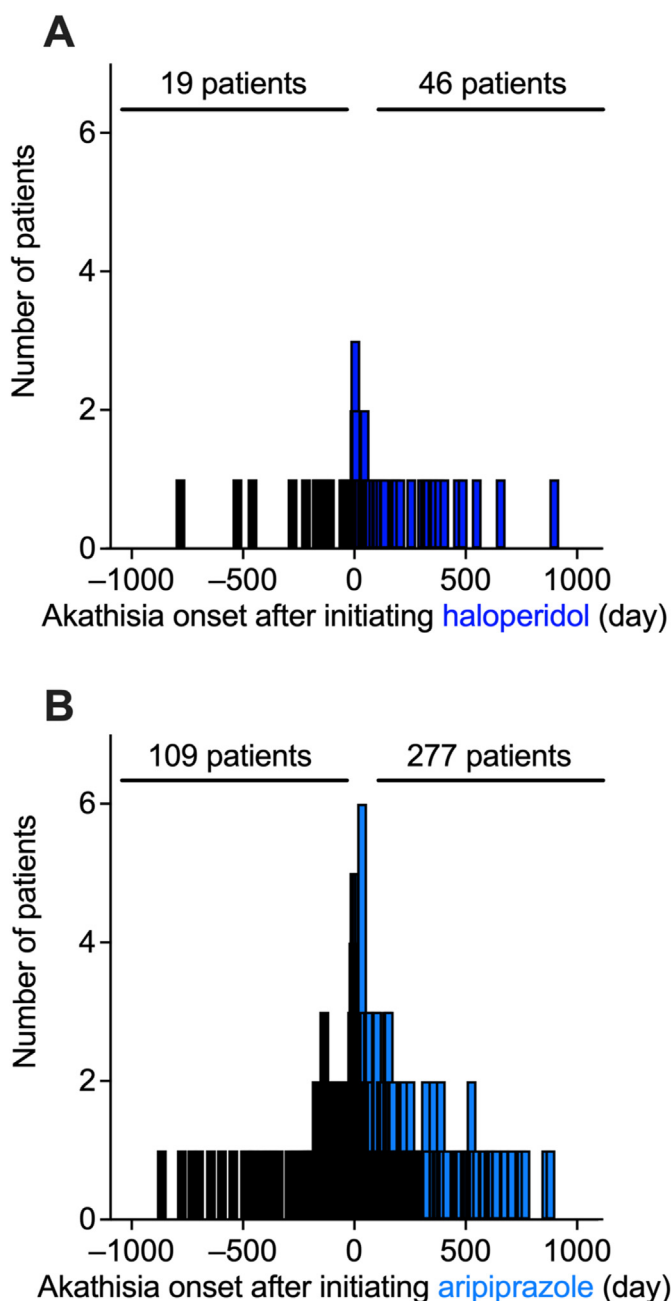 A
19 patients 46 patients
Number of patients
6
4
2
0
–1000 –500 0 500 1000
Akathisia onset after initiating haloperidol (day)
B
109 patients 277 patients
Number of patients
6
4
2
0
–1000 –500 0 500 1000
Akathisia onset after initiating aripiprazole (day)